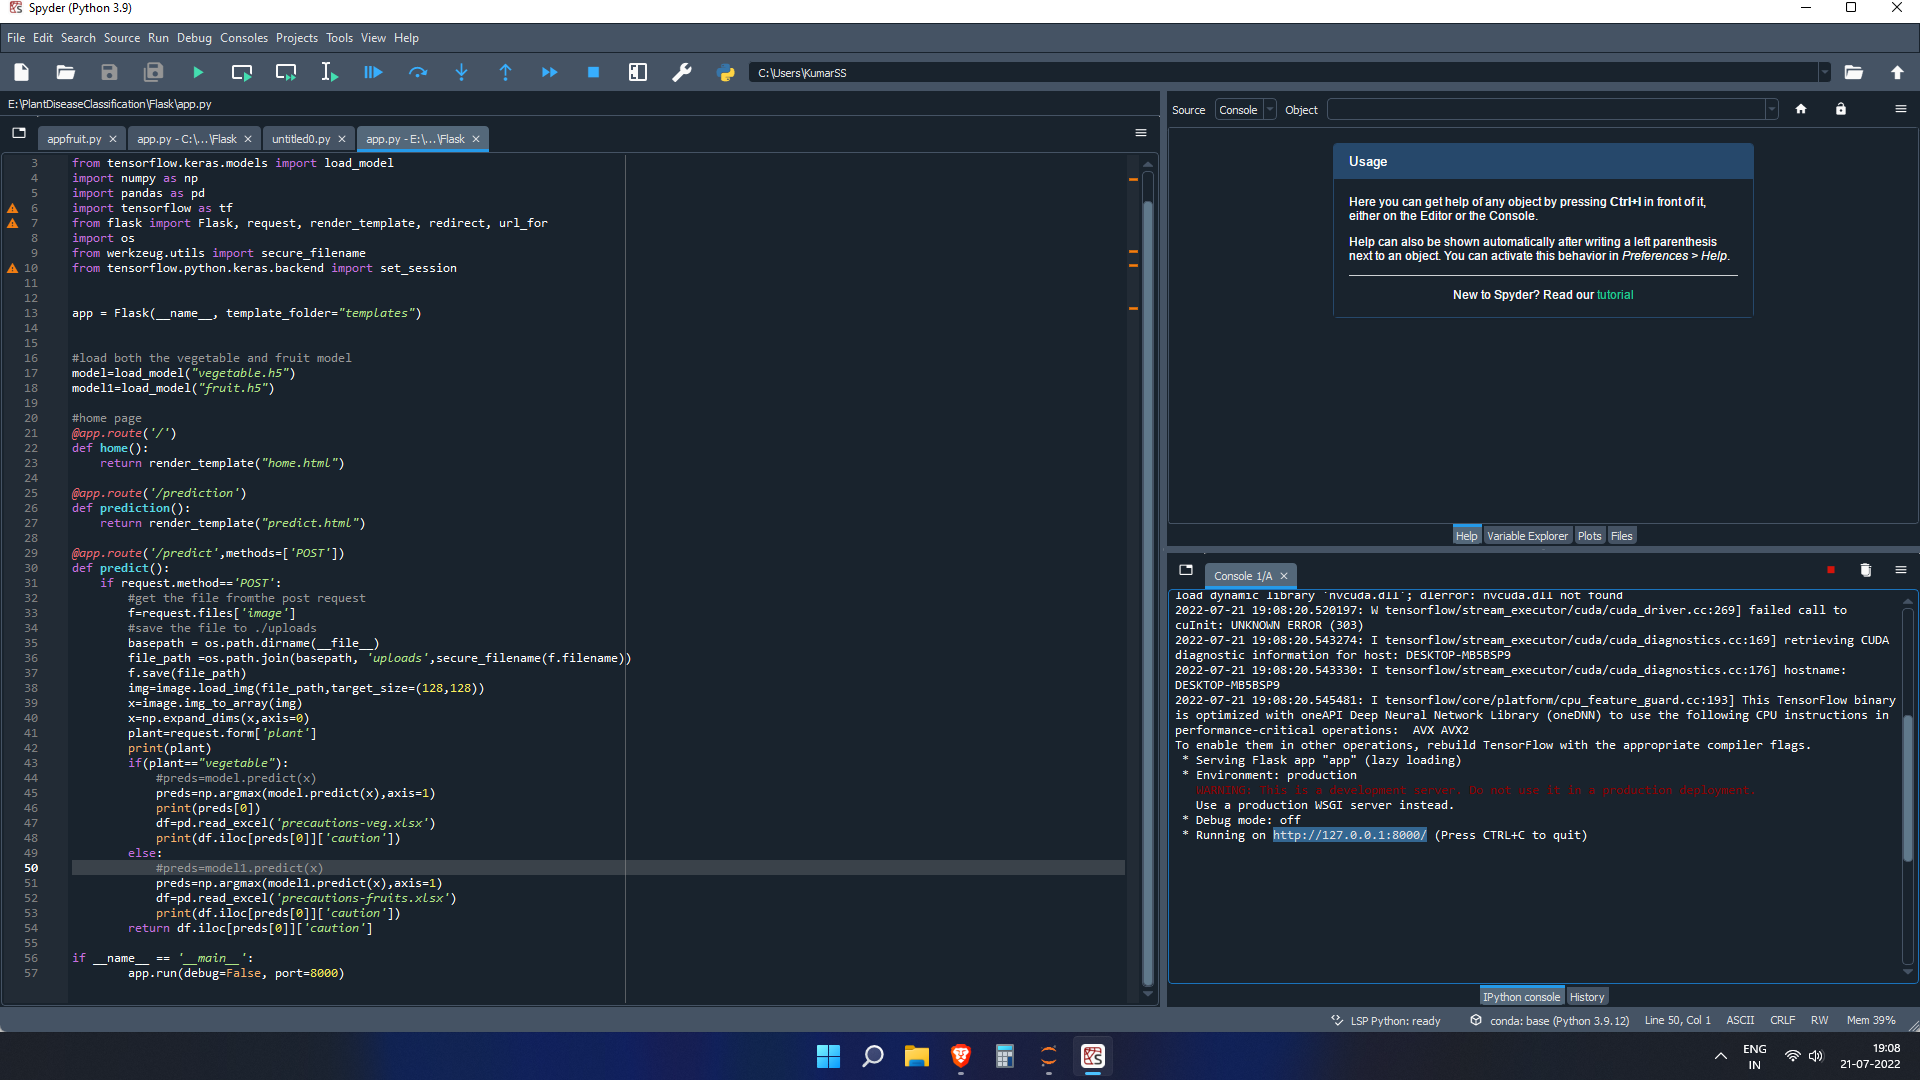 Spyder (Python 3.9)
File Edit Search Source Run Debug Consoles Projects Tools View Help
C:\Users\KumarSS
E:\PlantDiseaseClassification\Flask\app.py
appfruit.py
app.py - C:\...\Flask
untitled0.py
app.py - E:\...\Flask
3 from tensorflow.keras.models import load_model
4 import numpy as np
5 import pandas as pd
6 import tensorflow as tf
7 from flask import Flask, request, render_template, redirect, url_for
8 import os
9 from werkzeug.utils import secure_filename
10 from tensorflow.python.keras.backend import set_session
11
12
13 app = Flask(__name__, template_folder="templates")
14
15
16 #load both the vegetable and fruit model
17 model=load_model("vegetable.h5")
18 model1=load_model("fruit.h5")
19
20 #home page
21 @app.route('/')
22 def home():
23     return render_template("home.html")
24
25 @app.route('/prediction')
26 def prediction():
27     return render_template("predict.html")
28
29 @app.route('/predict',methods=['POST'])
30 def predict():
31     if request.method=='POST':
32         #get the file fromthe post request
33         f=request.files['image']
34         #save the file to ./uploads
35         basepath = os.path.dirname(__file__)
36         file_path =os.path.join(basepath, 'uploads',secure_filename(f.filename))
37         f.save(file_path)
38         img=image.load_img(file_path,target_size=(128,128))
39         x=image.img_to_array(img)
40         x=np.expand_dims(x,axis=0)
41         plant=request.form['plant']
42         print(plant)
43         if(plant=="vegetable"):
44             #preds=model.predict(x)
45             preds=np.argmax(model.predict(x),axis=1)
46             print(preds[0])
47             df=pd.read_excel('precautions-veg.xlsx')
48             print(df.iloc[preds[0]]['caution'])
49         else:
50             #preds=model1.predict(x)
51             preds=np.argmax(model1.predict(x),axis=1)
52             df=pd.read_excel('precautions-fruits.xlsx')
53             print(df.iloc[preds[0]]['caution'])
54         return df.iloc[preds[0]]['caution']
55
56 if __name__ == '__main__':
57         app.run(debug=False, port=8000)
Source Console Object
Usage
Here you can get help of any object by pressing Ctrl+I in front of it,
either on the Editor or the Console.
Help can also be shown automatically after writing a left parenthesis
next to an object. You can activate this behavior in Preferences > Help.
New to Spyder? Read our tutorial
Help Variable Explorer Plots Files
Console 1/A
load dynamic library 'nvcuda.dll'; dlerror: nvcuda.dll not found
2022-07-21 19:08:20.520197: W tensorflow/stream_executor/cuda/cuda_driver.cc:269] failed call to
cuInit: UNKNOWN ERROR (303)
2022-07-21 19:08:20.543274: I tensorflow/stream_executor/cuda/cuda_diagnostics.cc:169] retrieving CUDA
diagnostic information for host: DESKTOP-MB5BSP9
2022-07-21 19:08:20.543330: I tensorflow/stream_executor/cuda/cuda_diagnostics.cc:176] hostname:
DESKTOP-MB5BSP9
2022-07-21 19:08:20.545481: I tensorflow/core/platform/cpu_feature_guard.cc:193] This TensorFlow binary
is optimized with oneAPI Deep Neural Network Library (oneDNN) to use the following CPU instructions in
performance-critical operations:  AVX AVX2
To enable them in other operations, rebuild TensorFlow with the appropriate compiler flags.
* Serving Flask app "app" (lazy loading)
* Environment: production
WARNING: This is a development server. Do not use it in a production deployment.
Use a production WSGI server instead.
* Debug mode: off
* Running on http://127.0.0.1:8000/ (Press CTRL+C to quit)
IPython console History
LSP Python: ready conda: base (Python 3.9.12) Line 50, Col 1 ASCII CRLF RW Mem 39%
ENG
IN
19:08
21-07-2022